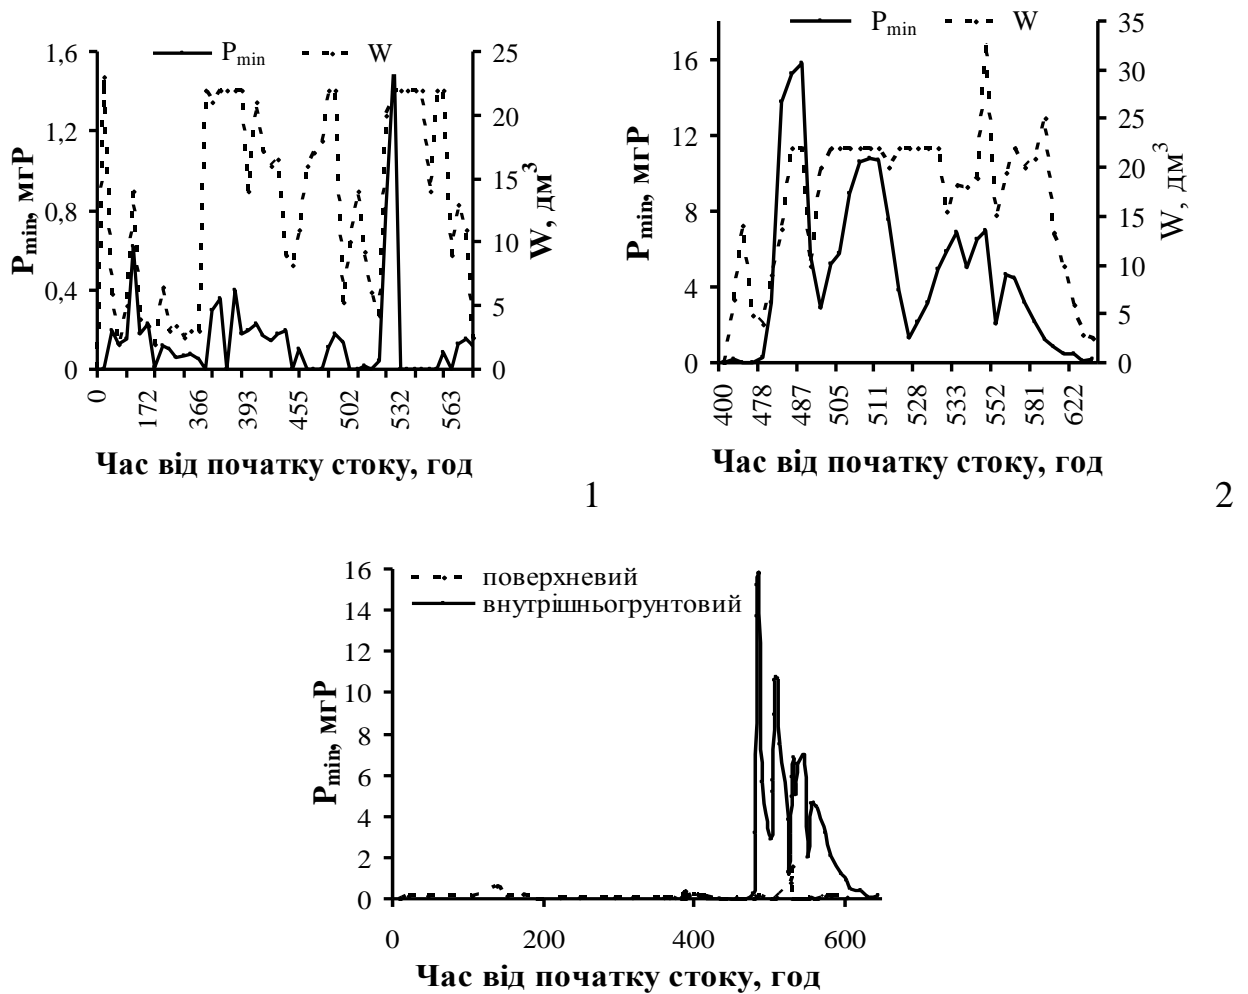 P_min W
1,6
1,2
0,8
0,4
0
25
20
15
10
5
0
P_min, мгР
W, дм³
0 172 366 393 455 502 532 563
Час від початку стоку, год
1
P_min W
16
12
8
4
0
35
30
25
20
15
10
5
0
P_min, мгР
W, дм³
400 478 487 505 511 528 533 552 581 622
Час від початку стоку, год
2
поверхневий
внутрішньогрунтовий
16
14
12
10
8
6
4
2
0
P_min, мгР
0 200 400 600
Час від початку стоку, год